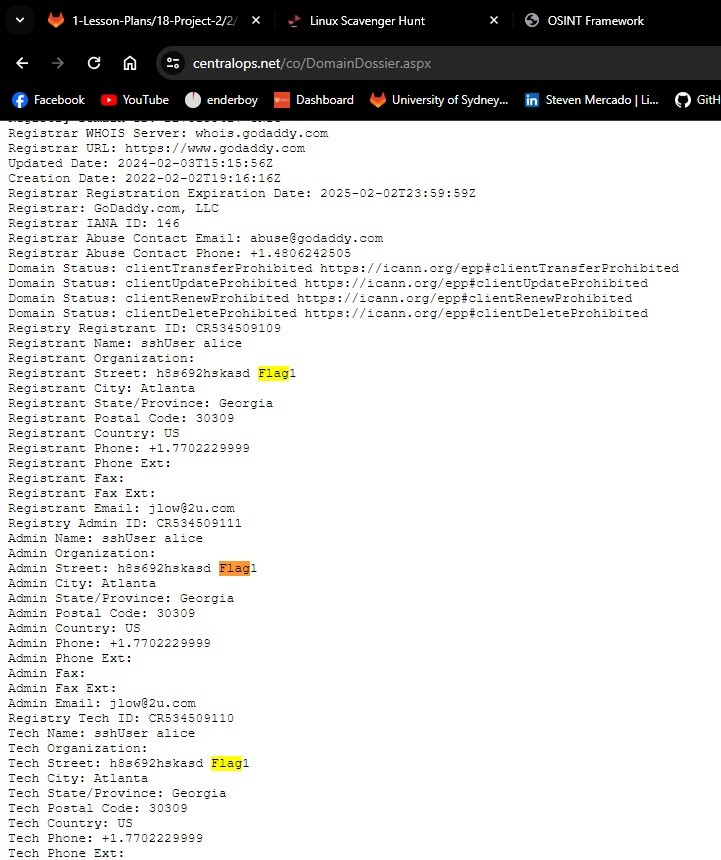 1-Lesson-Plans/18-Project-2/2/
Linux Scavenger Hunt
OSINT Framework
centralops.net/co/DomainDossier.aspx
Facebook YouTube enderboy Dashboard University of Sydney... Steven Mercado | Li... GitH
Registrar WHOIS Server: whois.godaddy.com
Registrar URL: https://www.godaddy.com
Updated Date: 2024-02-03T15:15:56Z
Creation Date: 2022-02-02T19:16:16Z
Registrar Registration Expiration Date: 2025-02-02T23:59:59Z
Registrar: GoDaddy.com, LLC
Registrar IANA ID: 146
Registrar Abuse Contact Email: abuse@godaddy.com
Registrar Abuse Contact Phone: +1.4806242505
Domain Status: clientTransferProhibited https://icann.org/epp#clientTransferProhibited
Domain Status: clientUpdateProhibited https://icann.org/epp#clientUpdateProhibited
Domain Status: clientRenewProhibited https://icann.org/epp#clientRenewProhibited
Domain Status: clientDeleteProhibited https://icann.org/epp#clientDeleteProhibited
Registry Registrant ID: CR534509109
Registrant Name: sshUser alice
Registrant Organization:
Registrant Street: h8s692hskasd Flag1
Registrant City: Atlanta
Registrant State/Province: Georgia
Registrant Postal Code: 30309
Registrant Country: US
Registrant Phone: +1.7702229999
Registrant Phone Ext:
Registrant Fax:
Registrant Fax Ext:
Registrant Email: jlow@2u.com
Registry Admin ID: CR534509111
Admin Name: sshUser alice
Admin Organization:
Admin Street: h8s692hskasd Flag1
Admin City: Atlanta
Admin State/Province: Georgia
Admin Postal Code: 30309
Admin Country: US
Admin Phone: +1.7702229999
Admin Phone Ext:
Admin Fax:
Admin Fax Ext:
Admin Email: jlow@2u.com
Registry Tech ID: CR534509110
Tech Name: sshUser alice
Tech Organization:
Tech Street: h8s692hskasd Flag1
Tech City: Atlanta
Tech State/Province: Georgia
Tech Postal Code: 30309
Tech Country: US
Tech Phone: +1.7702229999
Tech Phone Ext: